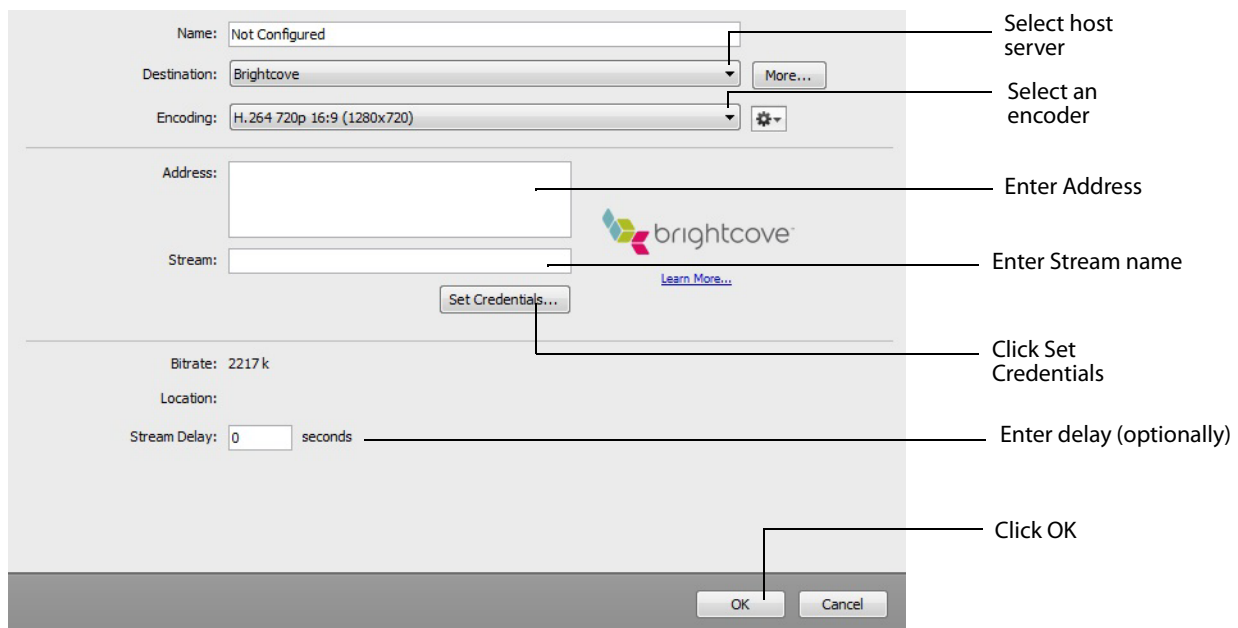 Name: Not Configured
Select host
server
Destination: Brightcove More...
Select an
encoder
Encoding: H.264 720p 16:9 (1280x720)
Address:
Enter Address
brightcove
Stream:
Enter Stream name
Learn More...
Set Credentials...
Click Set
Credentials
Bitrate: 2217 k
Location:
Stream Delay: 0 seconds
Enter delay (optionally)
Click OK
OK Cancel